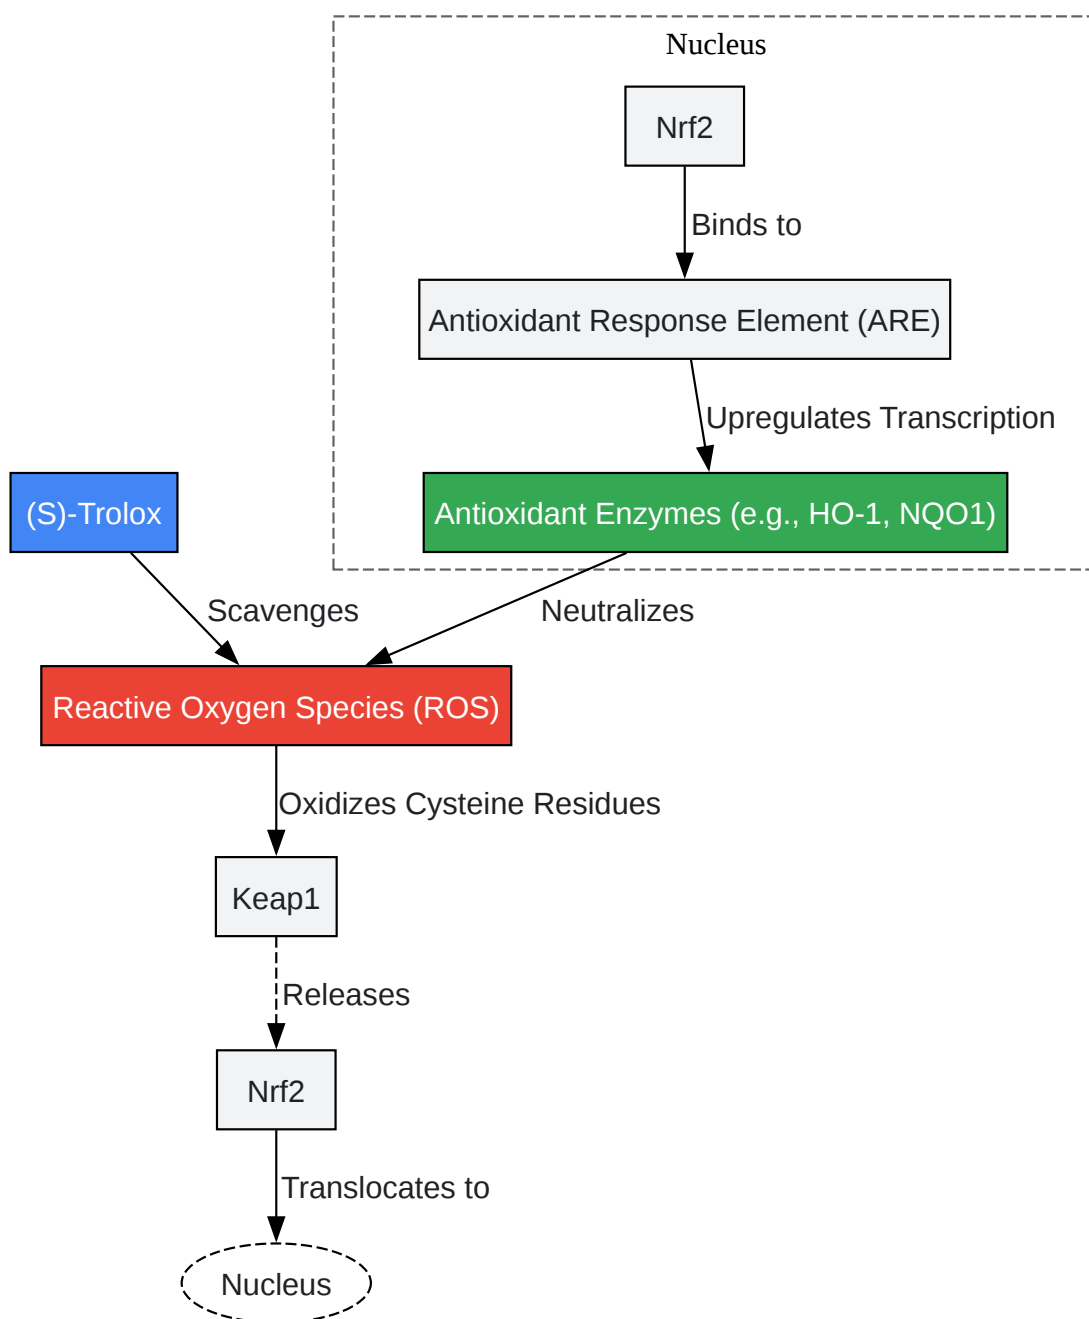 Nucleus
Nrf2
Binds to
Antioxidant Response Element (ARE)
Upregulates Transcription
(S)-Trolox
Antioxidant Enzymes (e.g., HO-1, NQO1)
Scavenges
Neutralizes
Reactive Oxygen Species (ROS)
Oxidizes Cysteine Residues
Keap1
Releases
Nrf2
Translocates to
Nucleus